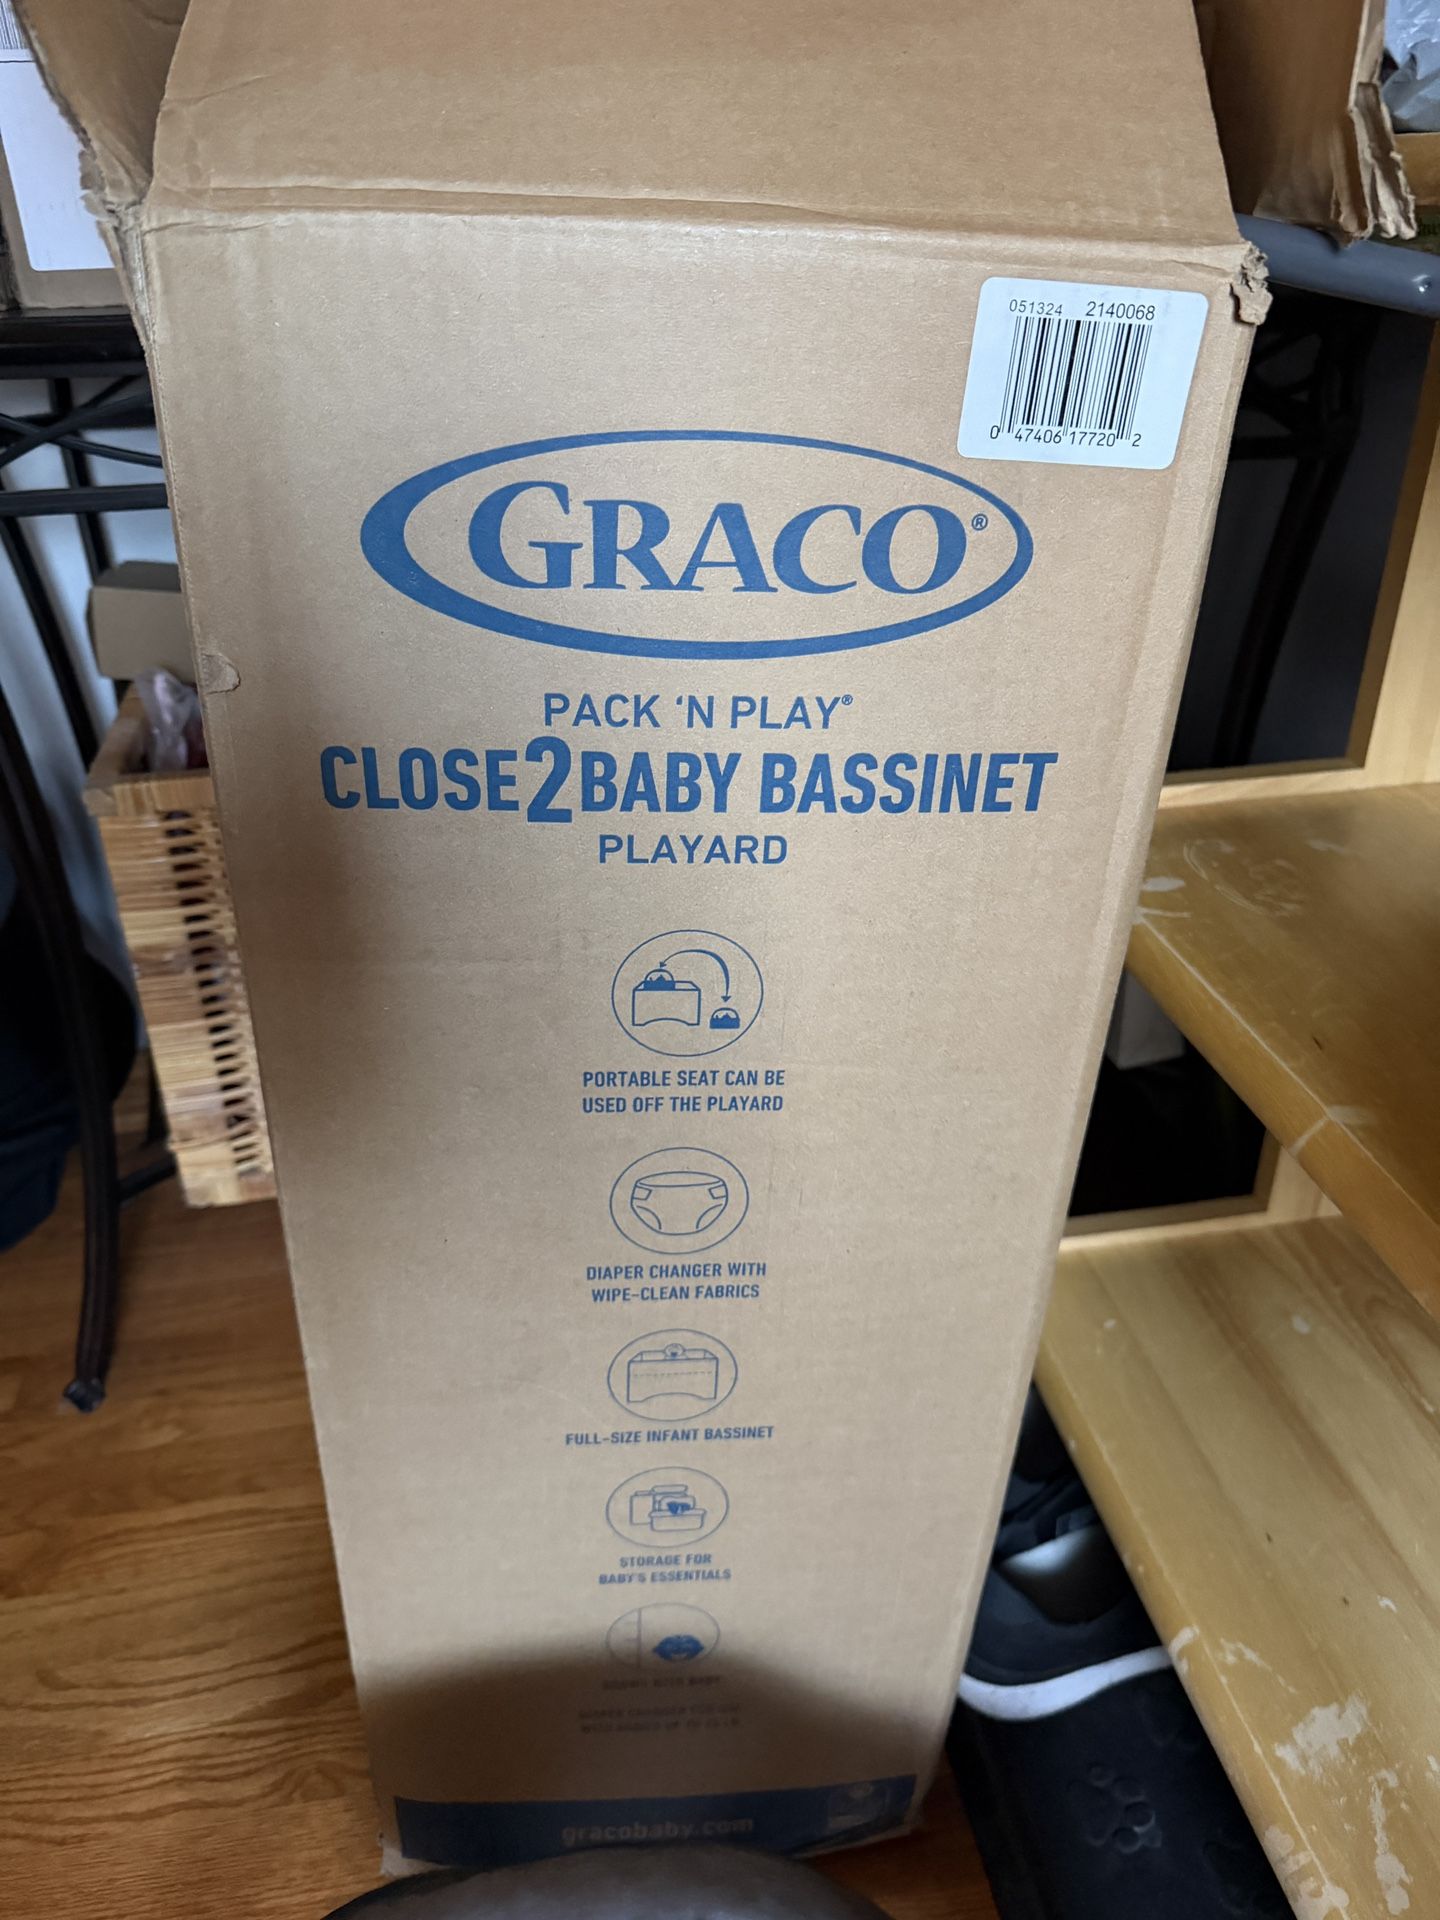 051324 2140068
0 47406 17720 2
GRACO®
PACK 'N PLAY®
CLOSE2BABY BASSINET
PLAYARD
PORTABLE SEAT CAN BE
USED OFF THE PLAYARD
DIAPER CHANGER WITH
WIPE-CLEAN FABRICS
FULL-SIZE INFANT BASSINET
STORAGE FOR
BABY'S ESSENTIALS
gracobaby.com